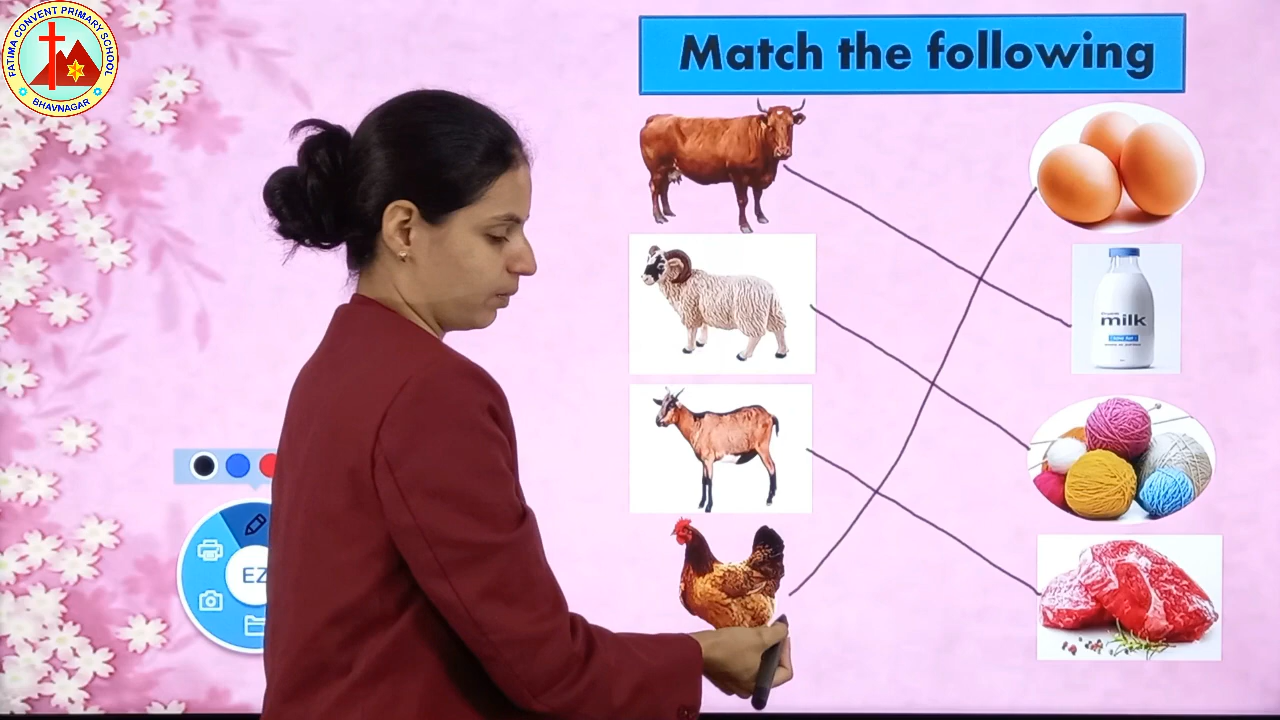 FATIMA CONVENT PRIMARY SCHOOL
BHAVNAGAR
Match the following
milk
EZ